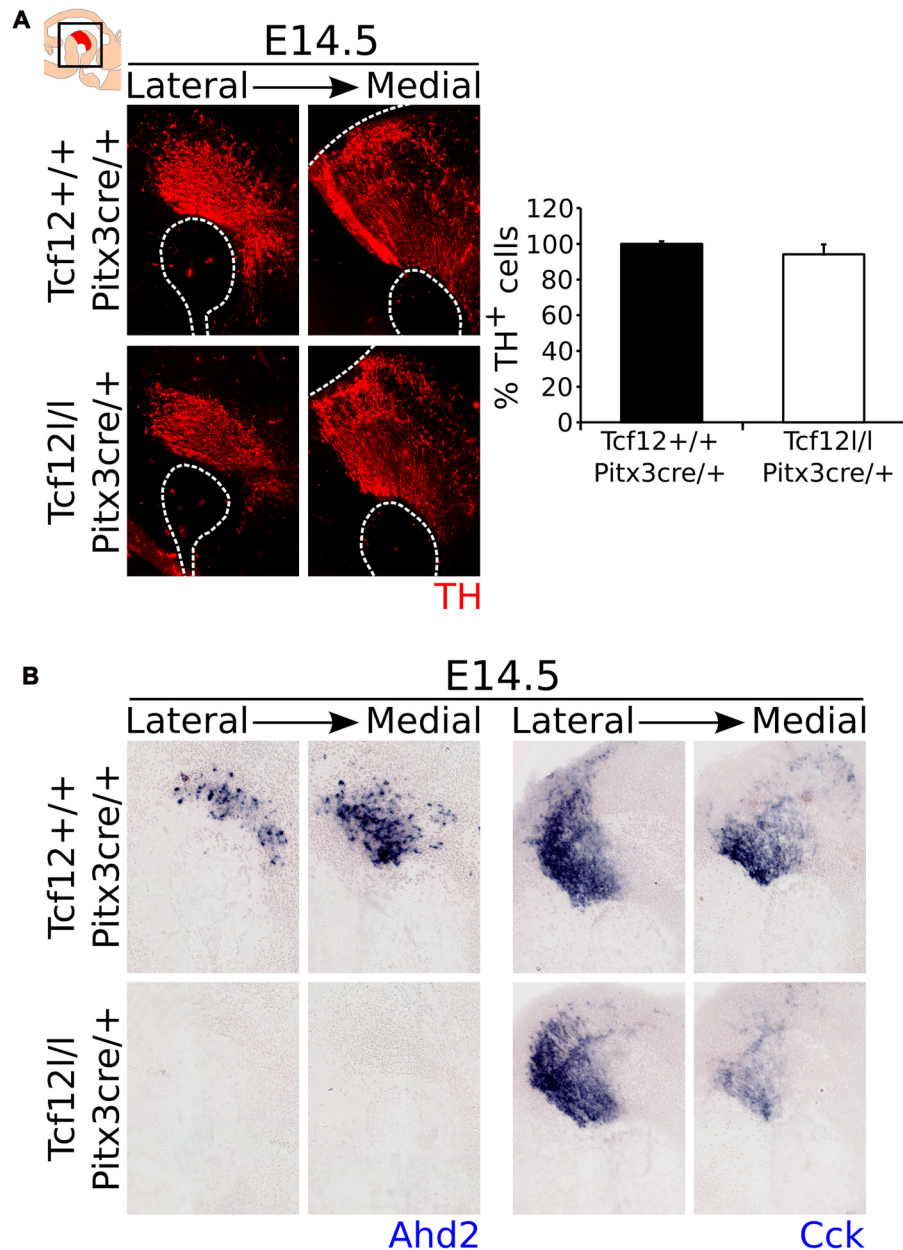 A
E14.5
Lateral Medial
Tcf12+/+
Pitx3cre/+
Tcf12l/l
Pitx3cre/+
TH
120
100
80
60
40
20
0
% TH+ cells
Tcf12+/+
Pitx3cre/+
Tcf12l/l
Pitx3cre/+
B
E14.5
Lateral Medial
Lateral Medial
Tcf12+/+
Pitx3cre/+
Tcf12l/l
Pitx3cre/+
Ahd2
Cck